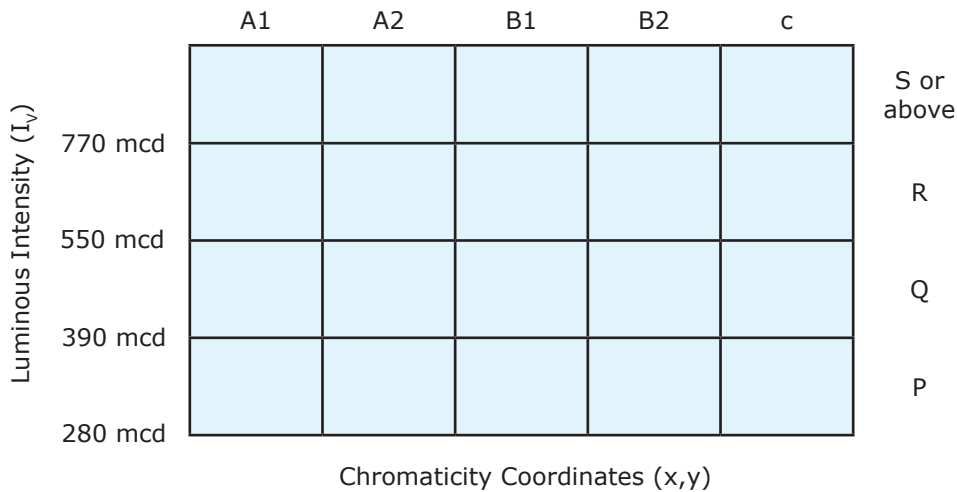 A1 A2 B1 B2 c
S or
above
770 mcd
R
550 mcd
Q
390 mcd
P
280 mcd
Luminous Intensity (Iv)
Chromaticity Coordinates (x,y)